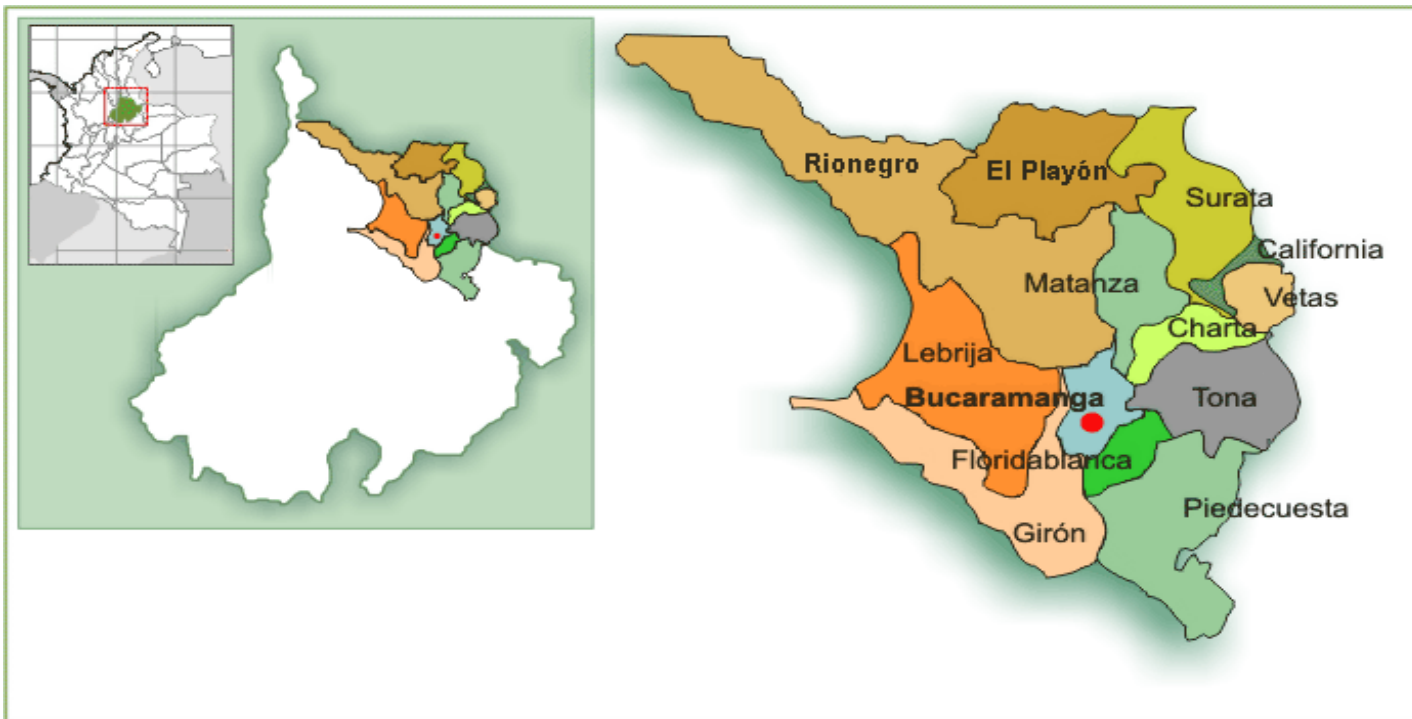 Rionegro
El Playón
Surata
California
Matanza
Vetas
Charta
Lebrija
Bucaramanga
Tona
Floridablanca
Piedecuesta
Girón